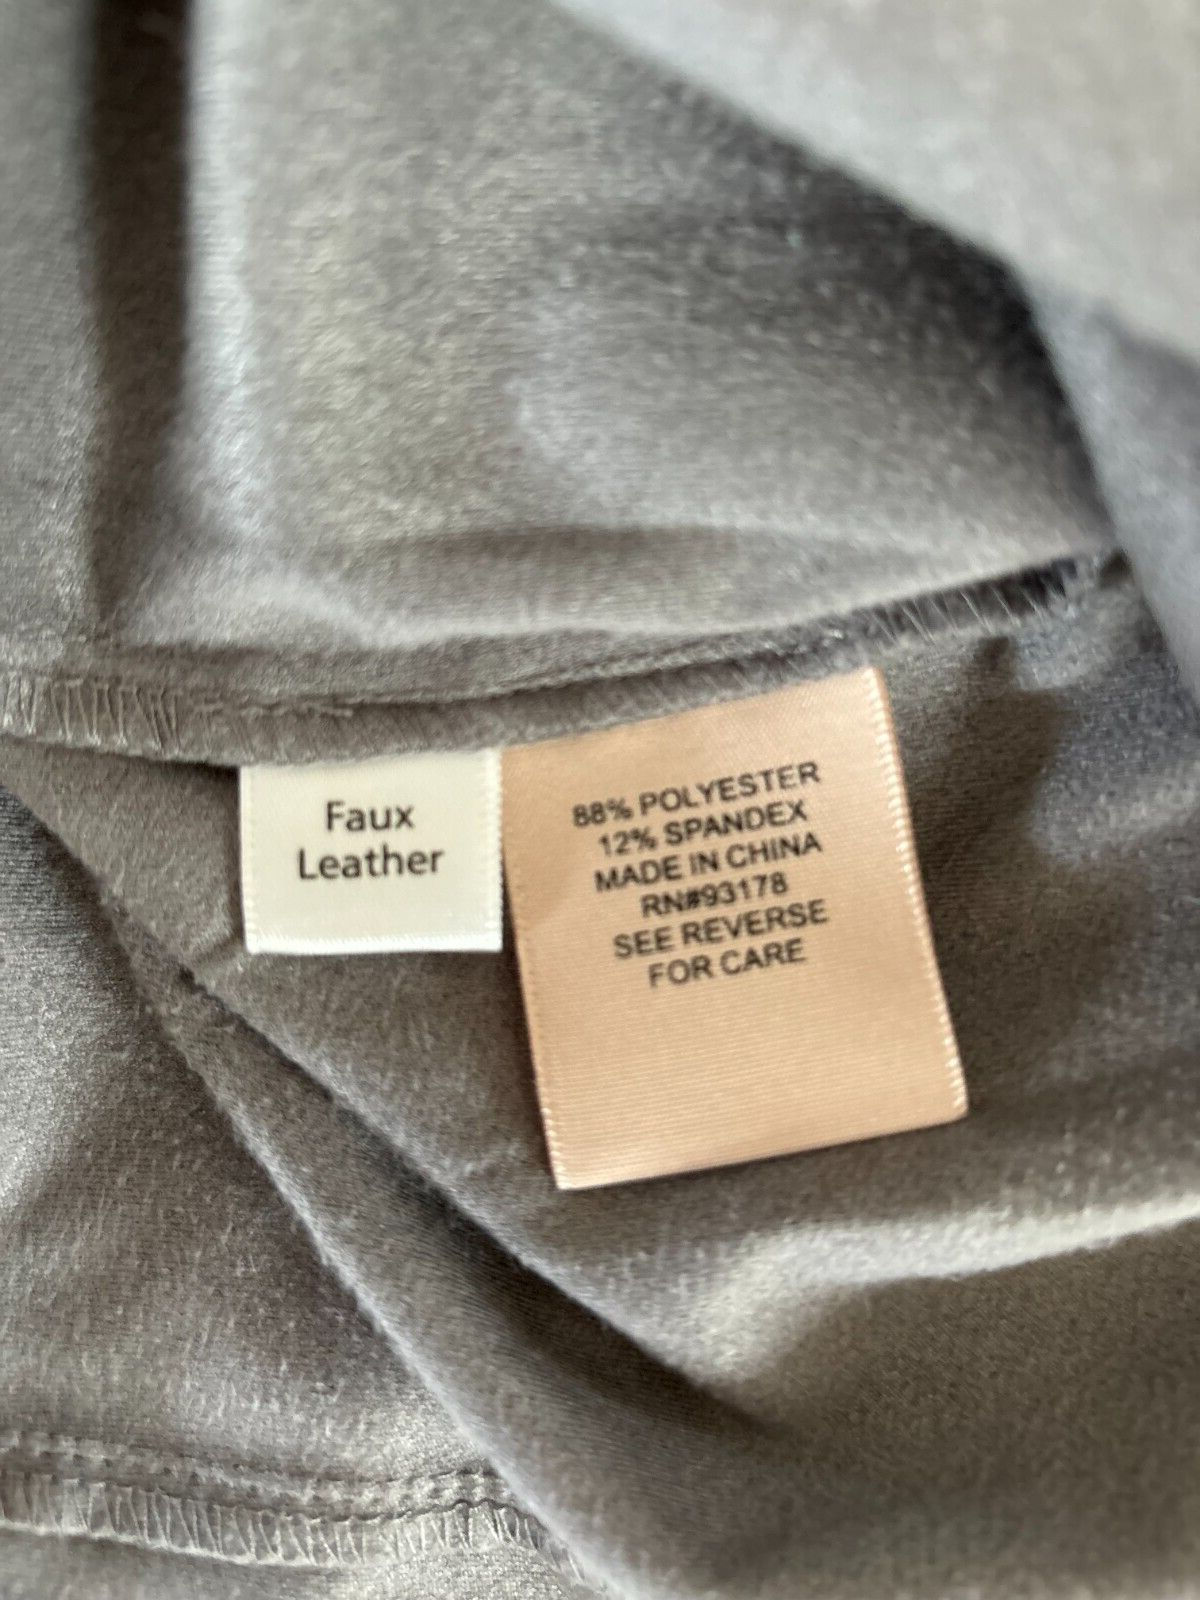 Faux
Leather
88% POLYESTER
12% SPANDEX
MADE IN CHINA
RN#93178
SEE REVERSE
FOR CARE